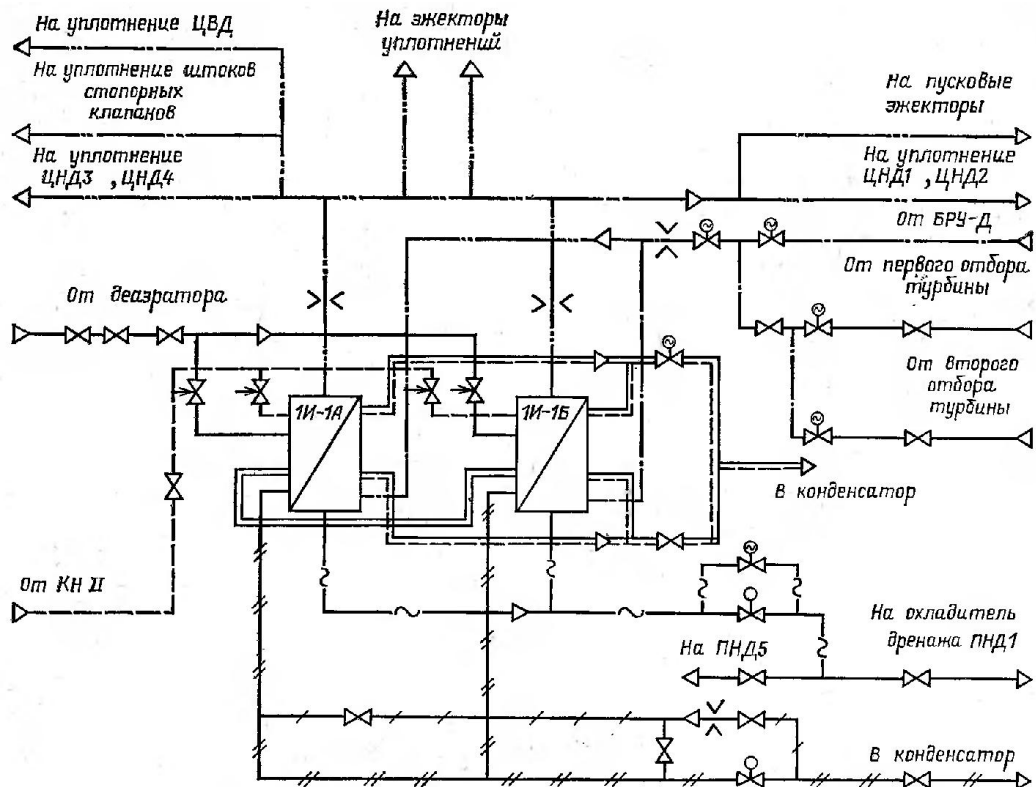 На уплотнение ЦВД
На уплотнение штоков
стопорных
клапанов
На уплотнение
ЦНД3 , ЦНД4
На эжекторы
уплотнений
На пусковые
эжекторы
На уплотнение
ЦНД1 , ЦНД2
От БРУ-Д
От первого отбора
турбины
От второго
отбора
турбины
От деаэратора
1И-1А
1И-1Б
В конденсатор
От КН II
На охладитель
дренажа ПНД1
На ПНД5
В конденсатор